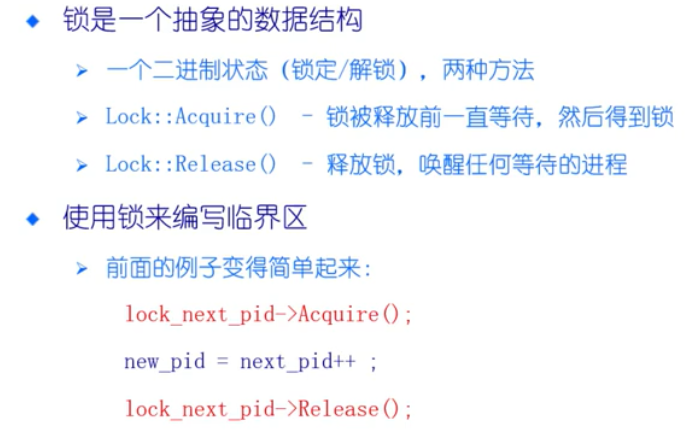 锁是一个抽象的数据结构
一个二进制状态（锁定/解锁），两种方法
Lock::Acquire() - 锁被释放前一直等待，然后得到锁
Lock::Release() - 释放锁，唤醒任何等待的进程
使用锁来编写临界区
前面的例子变得简单起来：
lock_next_pid->Acquire();
new_pid = next_pid++ ;
lock_next_pid->Release();